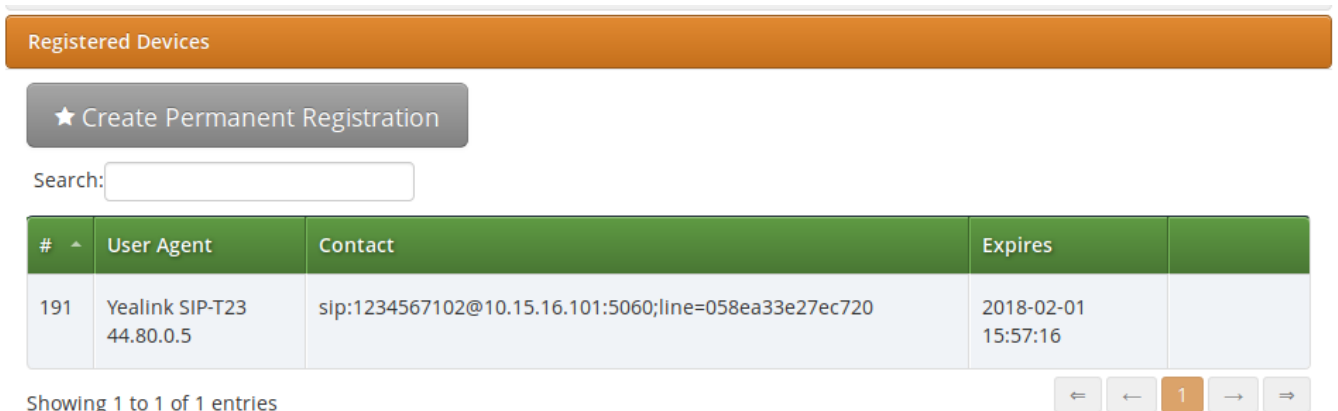 Registered Devices
Create Permanent Registration
Search:
# User Agent Contact Expires
191 Yealink SIP-T23 sip:1234567102@10.15.16.101:5060;line=058ea33e27ec720 2018-02-01
44.80.0.5 15:57:16
Showing 1 to 1 of 1 entries ⇐ ← 1 → ⇒